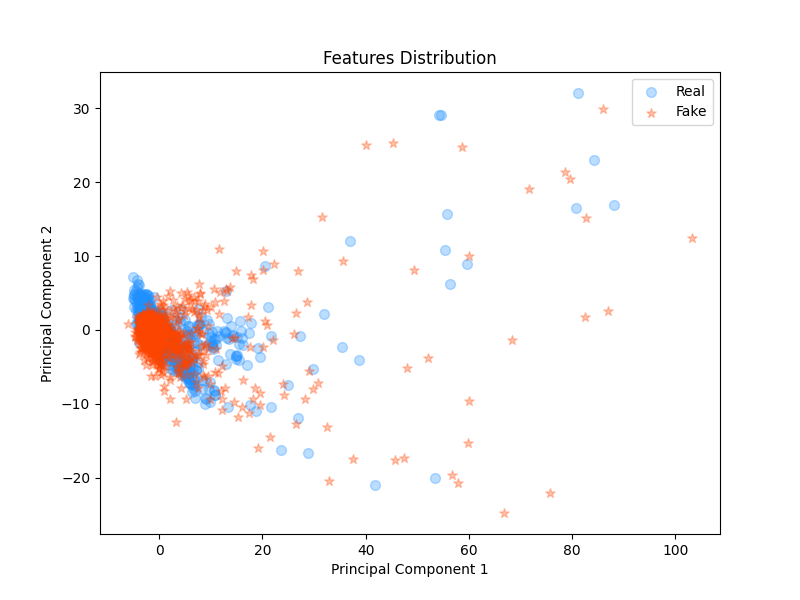 Features Distribution
Real
Fake
30
20
10
0
−10
−20
Principal Component 2
0 20 40 60 80 100
Principal Component 1